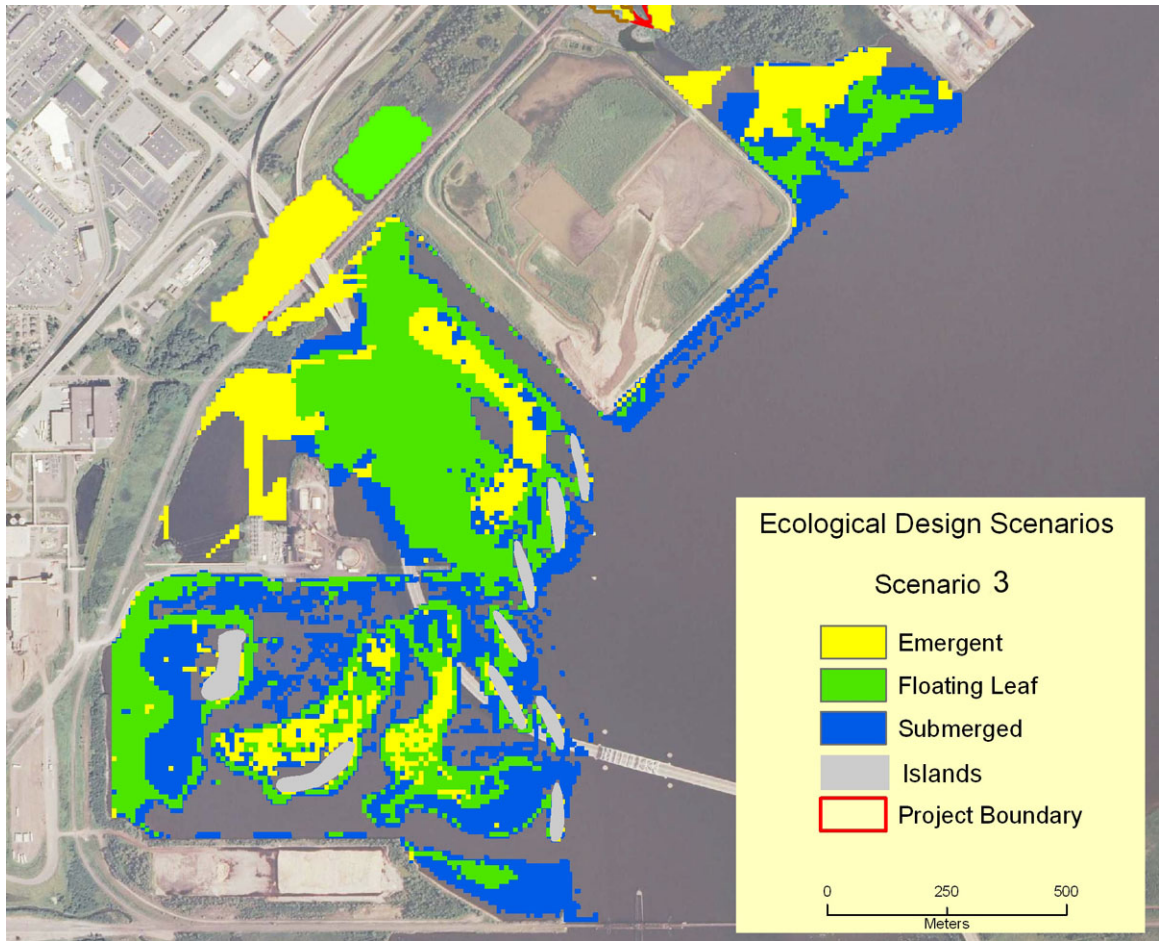 Ecological Design Scenarios
Scenario 3
Emergent
Floating Leaf
Submerged
Islands
Project Boundary
0 250 500
Meters